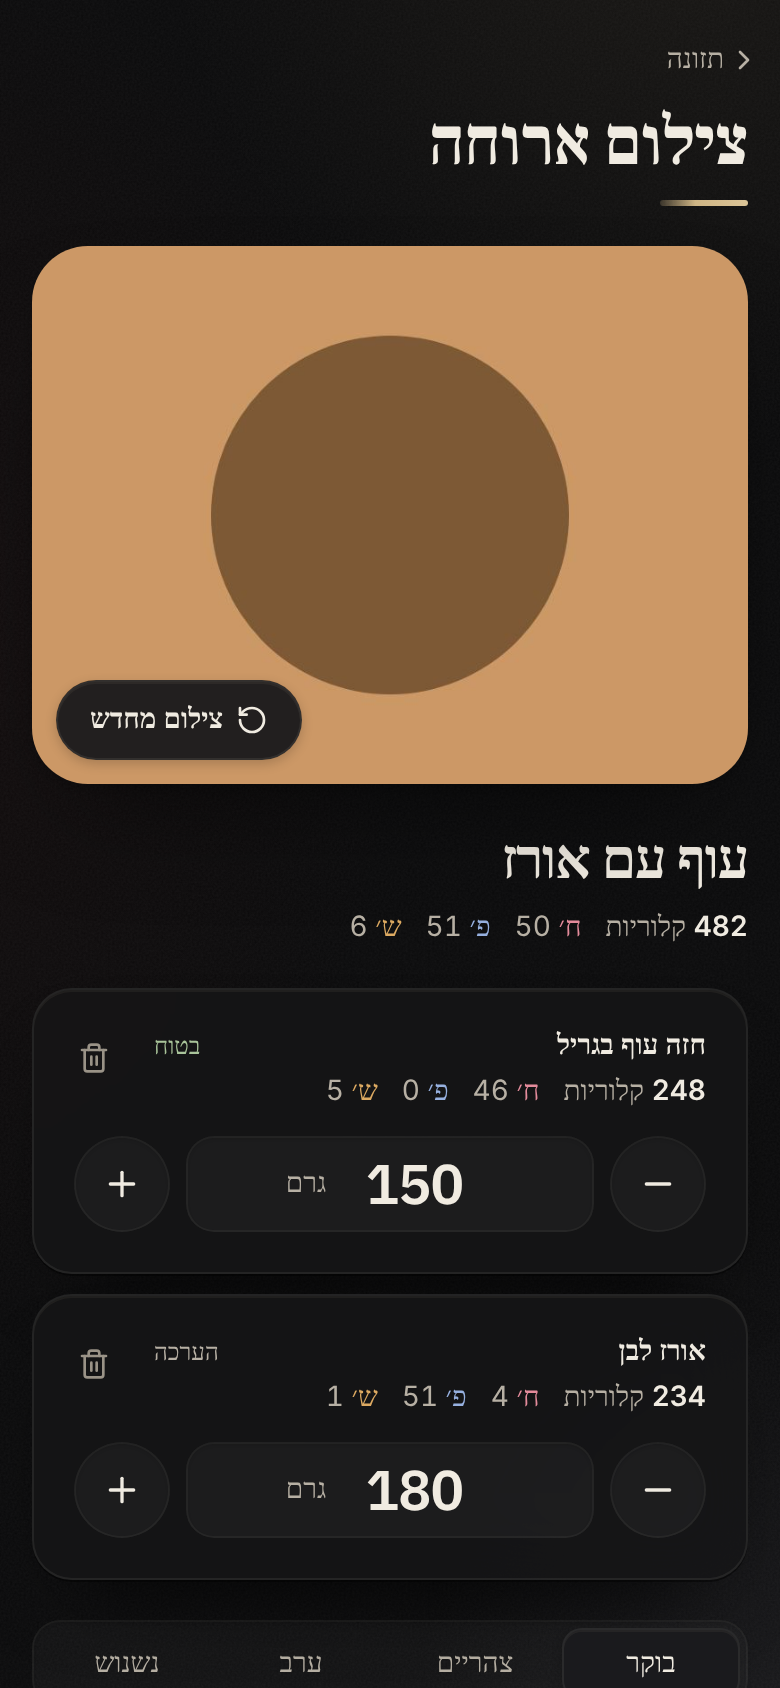 תזונה
צילום ארוחה
צילום מחדש
עוף עם אורז
482 קלוריות ח׳ 50 פ׳ 51 ש׳ 6
חזה עוף בגריל בטוח
248 קלוריות ח׳ 46 פ׳ 0 ש׳ 5
150 גרם
אורז לבן הערכה
234 קלוריות ח׳ 4 פ׳ 51 ש׳ 1
180 גרם
בוקר צהריים ערב נשנוש